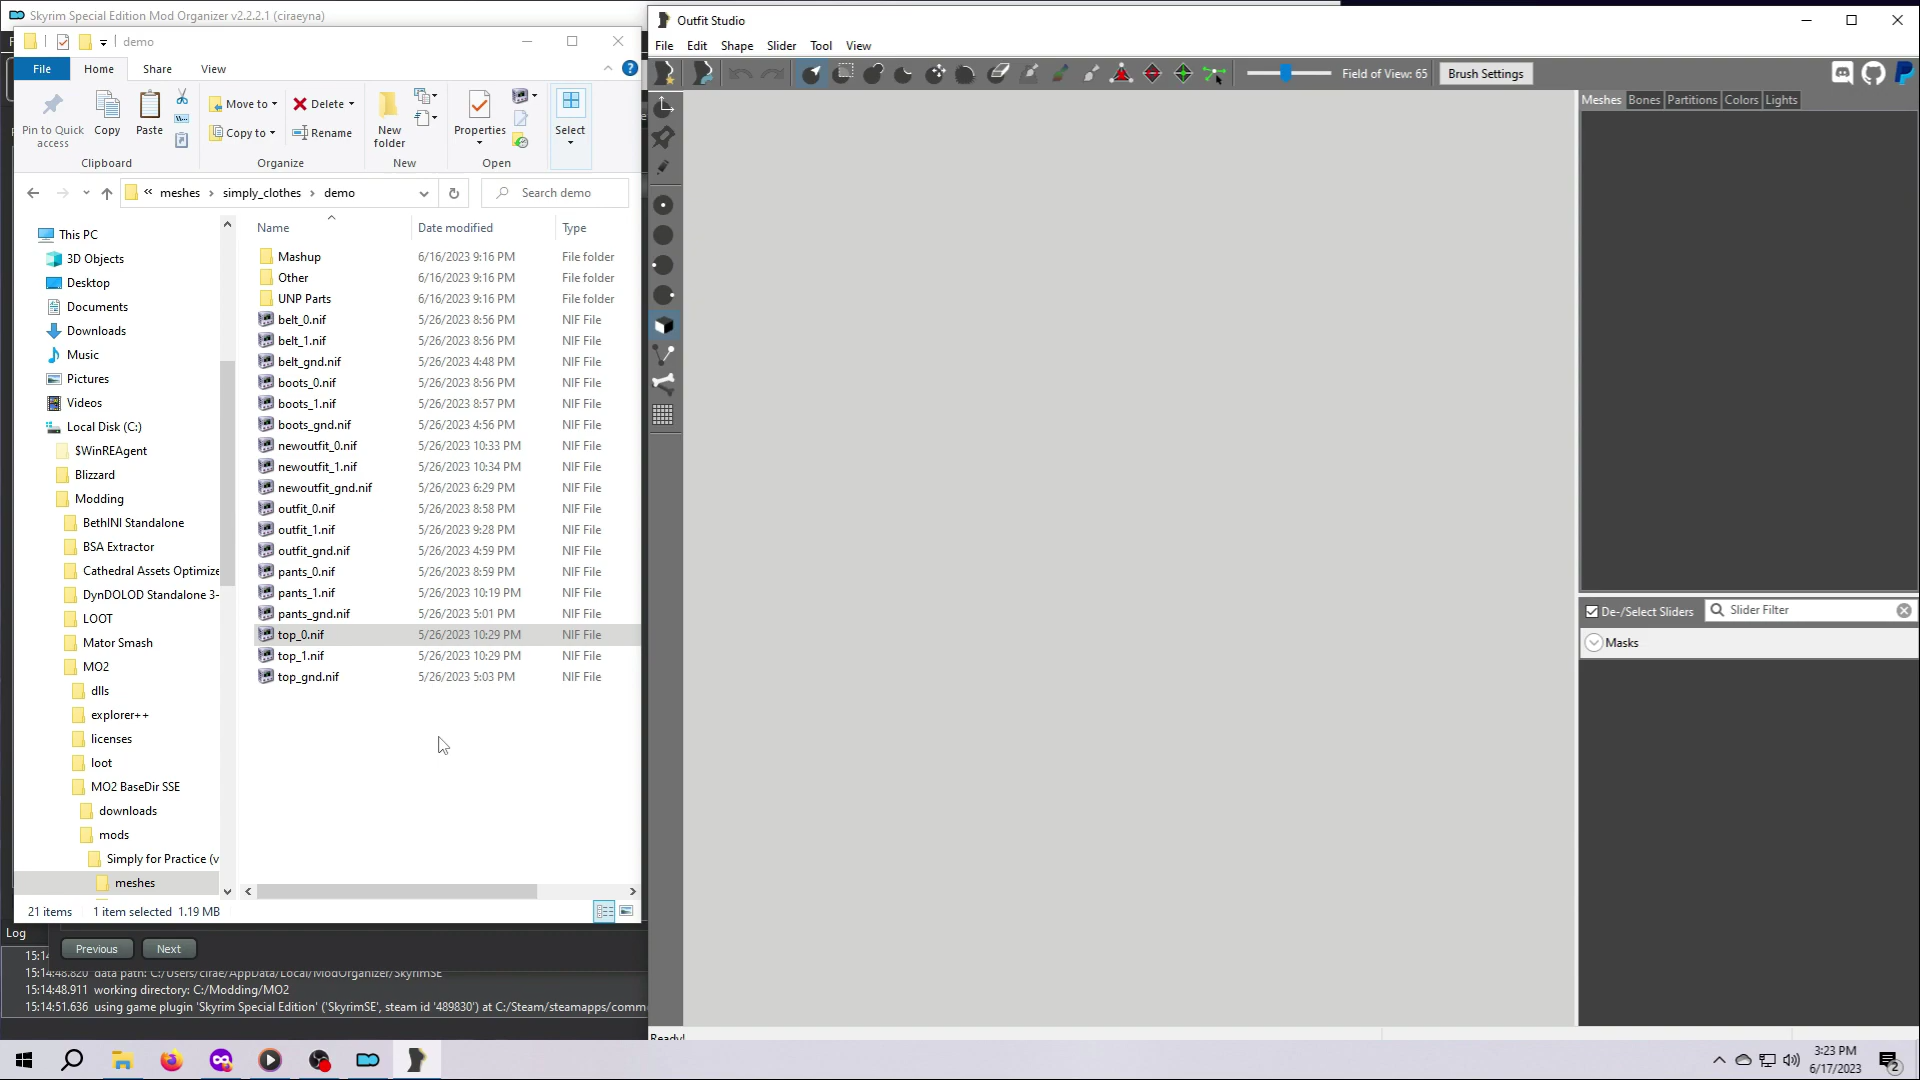 Skyrim Special Edition Mod Organizer v2.2.2.1 (ciraeyna)
demo
File Home Share View
Pin to Quick access
Copy
Paste
Clipboard
Move to
Copy to
Delete
Rename
Organize
New folder
New
Properties
Open
Select
« meshes › simply_clothes › demo
Search demo
This PC
3D Objects
Desktop
Documents
Downloads
Music
Pictures
Videos
Local Disk (C:)
$WinREAgent
Blizzard
Modding
BethINI Standalone
BSA Extractor
Cathedral Assets Optimize
DynDOLOD Standalone 3-
LOOT
Mator Smash
MO2
dlls
explorer++
licenses
loot
MO2 BaseDir SSE
downloads
mods
Simply for Practice (v
meshes
Name Date modified Type
Mashup 6/16/2023 9:16 PM File folder
Other 6/16/2023 9:16 PM File folder
UNP Parts 6/16/2023 9:16 PM File folder
belt_0.nif 5/26/2023 8:56 PM NIF File
belt_1.nif 5/26/2023 8:56 PM NIF File
belt_gnd.nif 5/26/2023 4:48 PM NIF File
boots_0.nif 5/26/2023 8:56 PM NIF File
boots_1.nif 5/26/2023 8:57 PM NIF File
boots_gnd.nif 5/26/2023 4:56 PM NIF File
newoutfit_0.nif 5/26/2023 10:33 PM NIF File
newoutfit_1.nif 5/26/2023 10:34 PM NIF File
newoutfit_gnd.nif 5/26/2023 6:29 PM NIF File
outfit_0.nif 5/26/2023 8:58 PM NIF File
outfit_1.nif 5/26/2023 9:28 PM NIF File
outfit_gnd.nif 5/26/2023 4:59 PM NIF File
pants_0.nif 5/26/2023 8:59 PM NIF File
pants_1.nif 5/26/2023 10:19 PM NIF File
pants_gnd.nif 5/26/2023 5:01 PM NIF File
top_0.nif 5/26/2023 10:29 PM NIF File
top_1.nif 5/26/2023 10:29 PM NIF File
top_gnd.nif 5/26/2023 5:03 PM NIF File
21 items 1 item selected 1.19 MB
Log
Previous Next
15:14:48.820 data path: C:/Users/cirae/AppData/Local/ModOrganizer/SkyrimSE
15:14:48.911 working directory: C:/Modding/MO2
15:14:51.636 using game plugin 'Skyrim Special Edition' ('SkyrimSE', steam id '489830') at C:/Steam/steamapps/comm
Outfit Studio
File Edit Shape Slider Tool View
Field of View: 65
Brush Settings
Meshes Bones Partitions Colors Lights
De-/Select Sliders
Slider Filter
Masks
Ready!
3:23 PM
6/17/2023
2